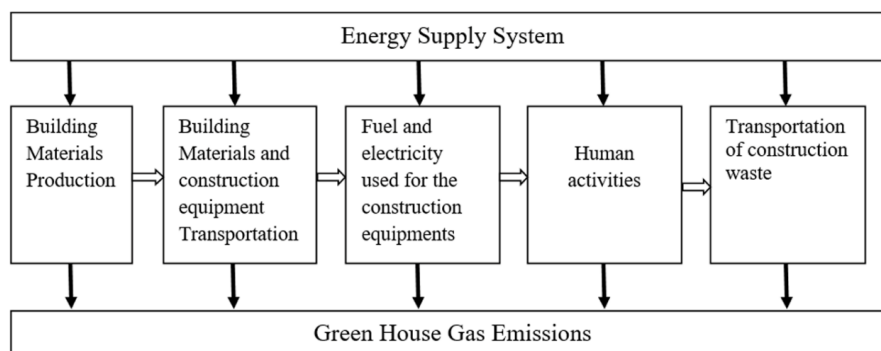 Energy Supply System
Building
Materials
Production
Building
Materials and
construction
equipment
Transportation
Fuel and
electricity
used for the
construction
equipments
Human
activities
Transportation
of construction
waste
Green House Gas Emissions